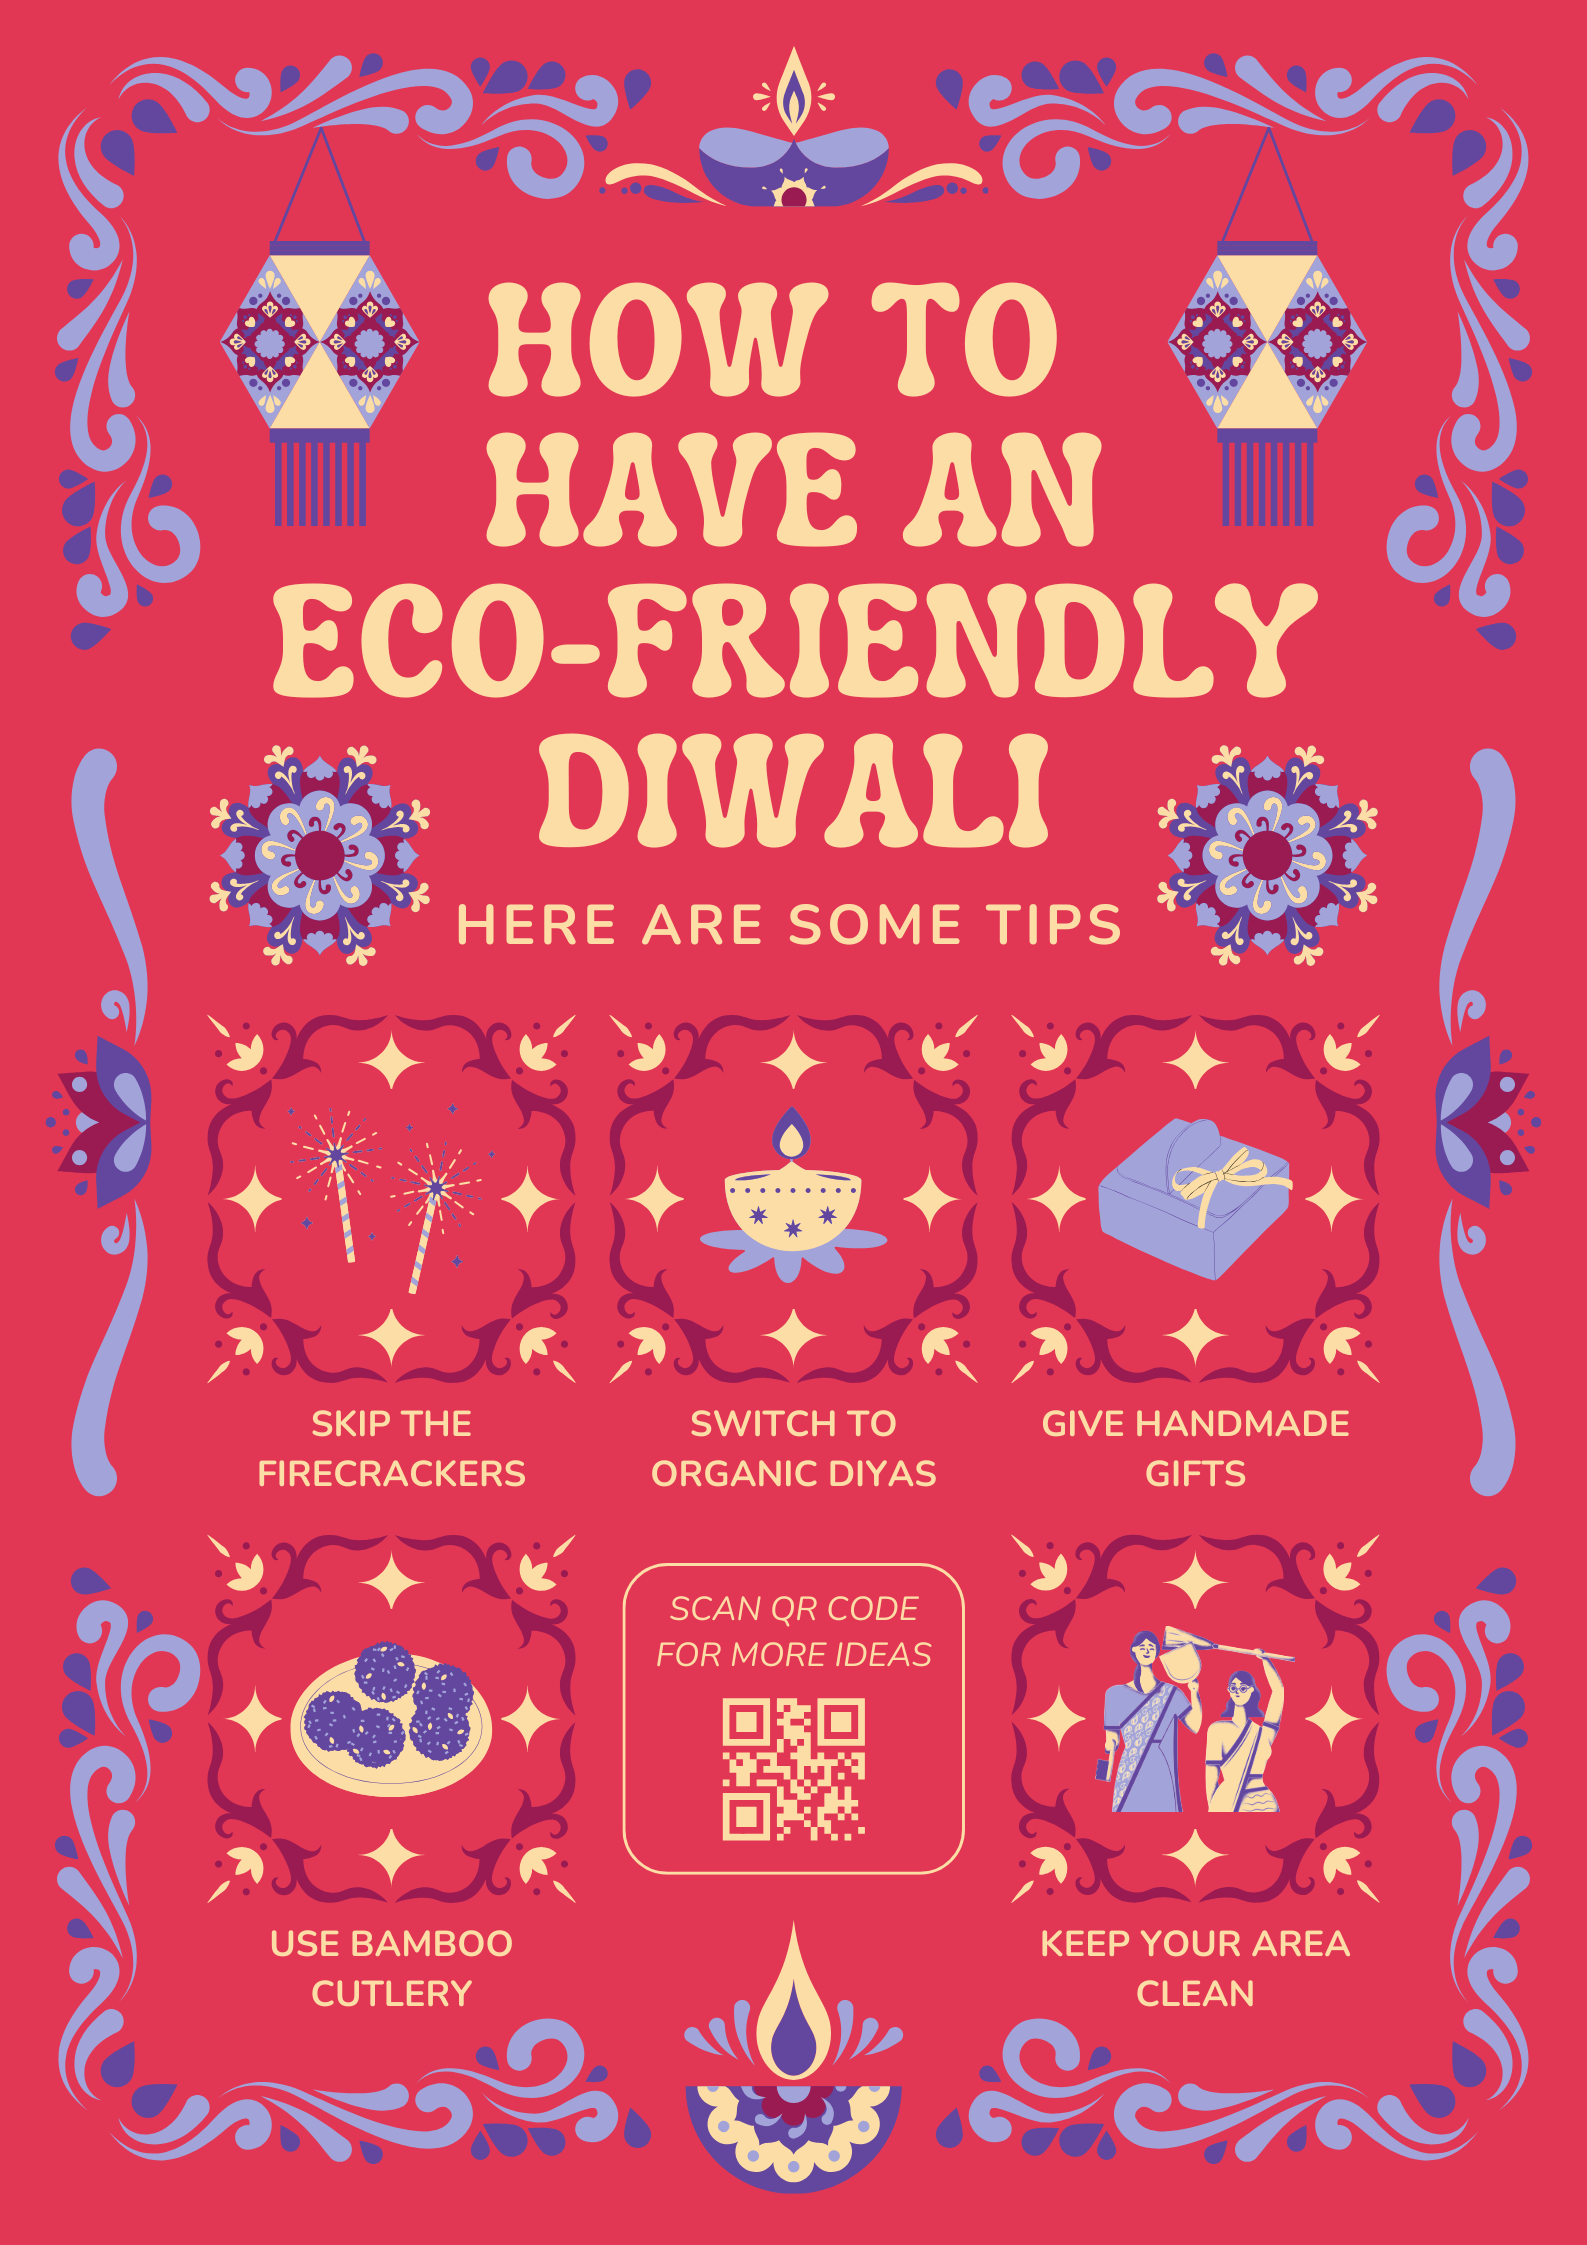 HOW TO
HAVE AN
ECO-FRIENDLY
DIWALI
HERE ARE SOME TIPS
SKIP THE
FIRECRACKERS
SWITCH TO
ORGANIC DIYAS
GIVE HANDMADE
GIFTS
USE BAMBOO
CUTLERY
SCAN QR CODE
FOR MORE IDEAS
KEEP YOUR AREA
CLEAN